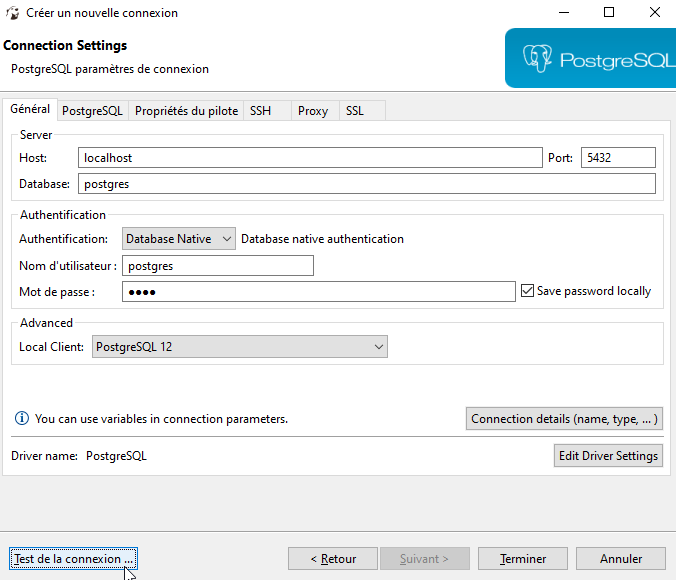 Créer un nouvelle connexion
Connection Settings
PostgreSQL paramètres de connexion
PostgreSQL
Général PostgreSQL Propriétés du pilote SSH Proxy SSL
Server
Host: localhost Port: 5432
Database: postgres
Authentification
Authentification: Database Native Database native authentication
Nom d'utilisateur : postgres
Mot de passe : ●●●● Save password locally
Advanced
Local Client: PostgreSQL 12
You can use variables in connection parameters. Connection details (name, type, ... )
Driver name: PostgreSQL Edit Driver Settings
Test de la connexion ... < Retour Suivant > Terminer Annuler